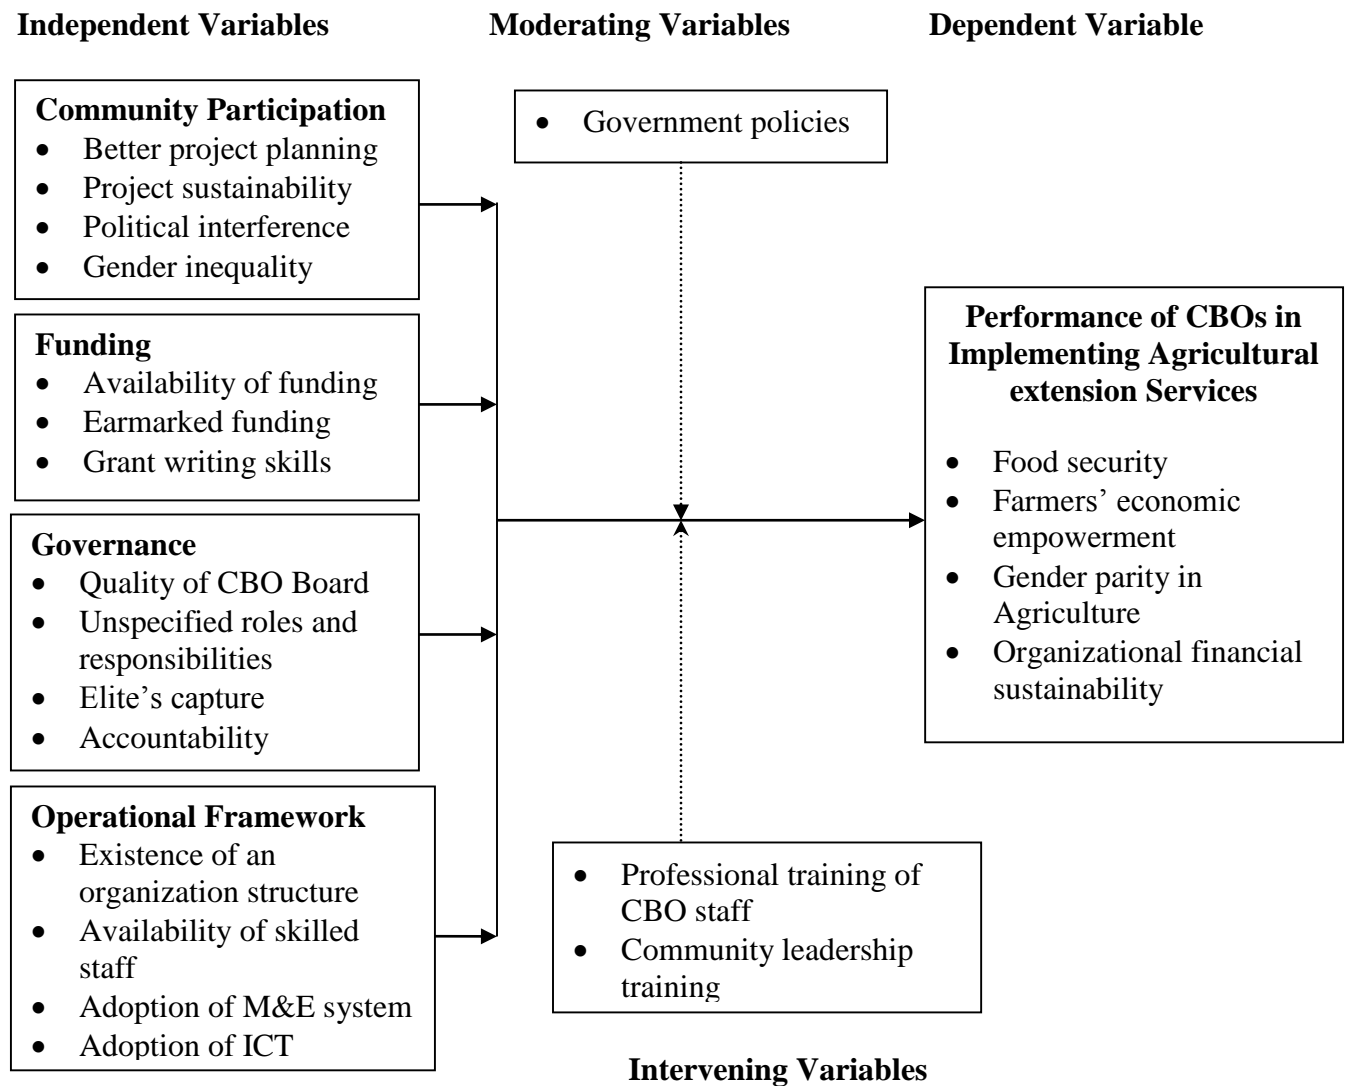 Independent Variables
Moderating Variables
Dependent Variable
Community Participation
• Better project planning
• Project sustainability
• Political interference
• Gender inequality
• Government policies
Funding
• Availability of funding
• Earmarked funding
• Grant writing skills
Governance
• Quality of CBO Board
• Unspecified roles and
responsibilities
• Elite’s capture
• Accountability
Operational Framework
• Existence of an
organization structure
• Availability of skilled
staff
• Adoption of M&E system
• Adoption of ICT
• Professional training of
CBO staff
• Community leadership
training
Intervening Variables
Performance of CBOs in
Implementing Agricultural
extension Services
• Food security
• Farmers’ economic
empowerment
• Gender parity in
Agriculture
• Organizational financial
sustainability